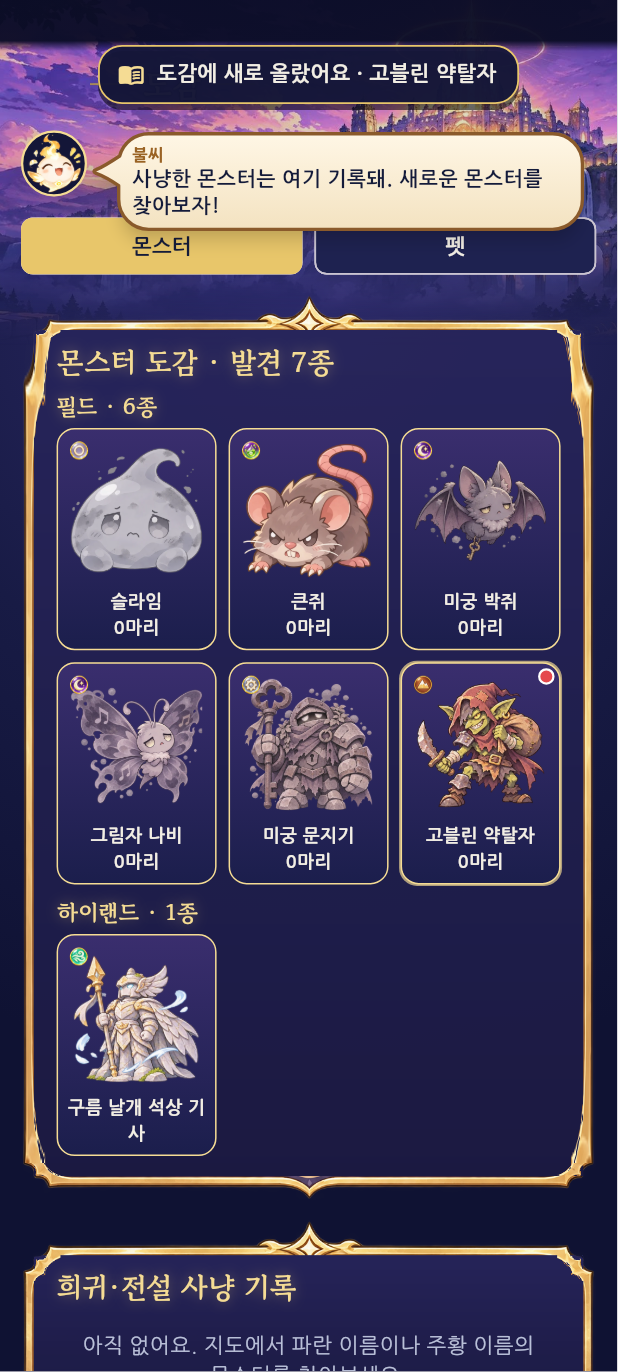 도감에 새로 올랐어요 · 고블린 약탈자
불씨
사냥한 몬스터는 여기 기록돼. 새로운 몬스터를
찾아보자!
몬스터
펫
몬스터 도감 · 발견 7종
필드 · 6종
슬라임
0마리
큰쥐
0마리
미궁 박쥐
0마리
그림자 나비
0마리
미궁 문지기
0마리
고블린 약탈자
0마리
하이랜드 · 1종
구름 날개 석상 기
사
희귀·전설 사냥 기록
아직 없어요. 지도에서 파란 이름이나 주황 이름의